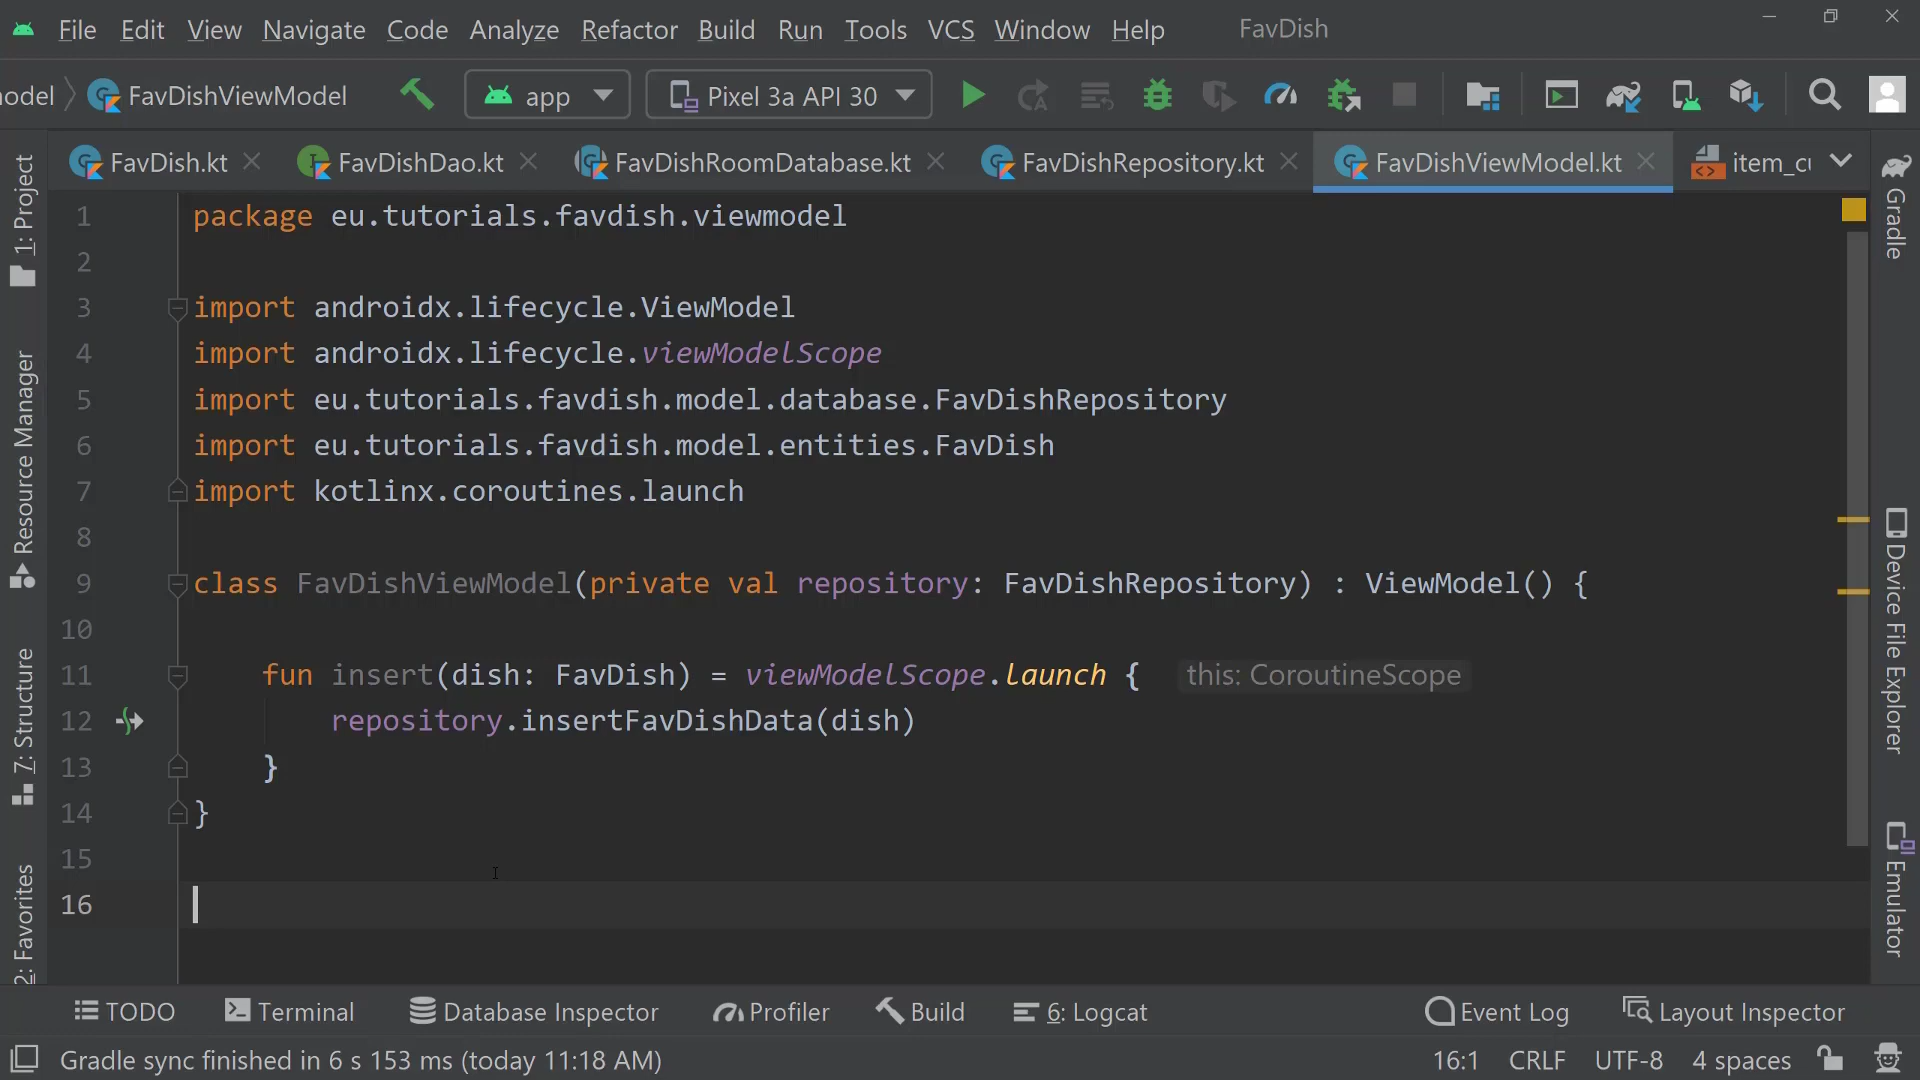 File Edit View Navigate Code Analyze Refactor Build Run Tools VCS Window Help FavDish
odel FavDishViewModel app Pixel 3a API 30
FavDish.kt FavDishDao.kt FavDishRoomDatabase.kt FavDishRepository.kt FavDishViewModel.kt item_cu
1: Project
Resource Manager
7: Structure
2: Favorites
1 package eu.tutorials.favdish.viewmodel
2
3 import androidx.lifecycle.ViewModel
4 import androidx.lifecycle.viewModelScope
5 import eu.tutorials.favdish.model.database.FavDishRepository
6 import eu.tutorials.favdish.model.entities.FavDish
7 import kotlinx.coroutines.launch
8
9 class FavDishViewModel(private val repository: FavDishRepository) : ViewModel() {
10
11 fun insert(dish: FavDish) = viewModelScope.launch { this: CoroutineScope
12 repository.insertFavDishData(dish)
13 }
14 }
15
16
Gradle
Device File Explorer
Emulator
TODO Terminal Database Inspector Profiler Build 6: Logcat Event Log Layout Inspector
Gradle sync finished in 6 s 153 ms (today 11:18 AM) 16:1 CRLF UTF-8 4 spaces